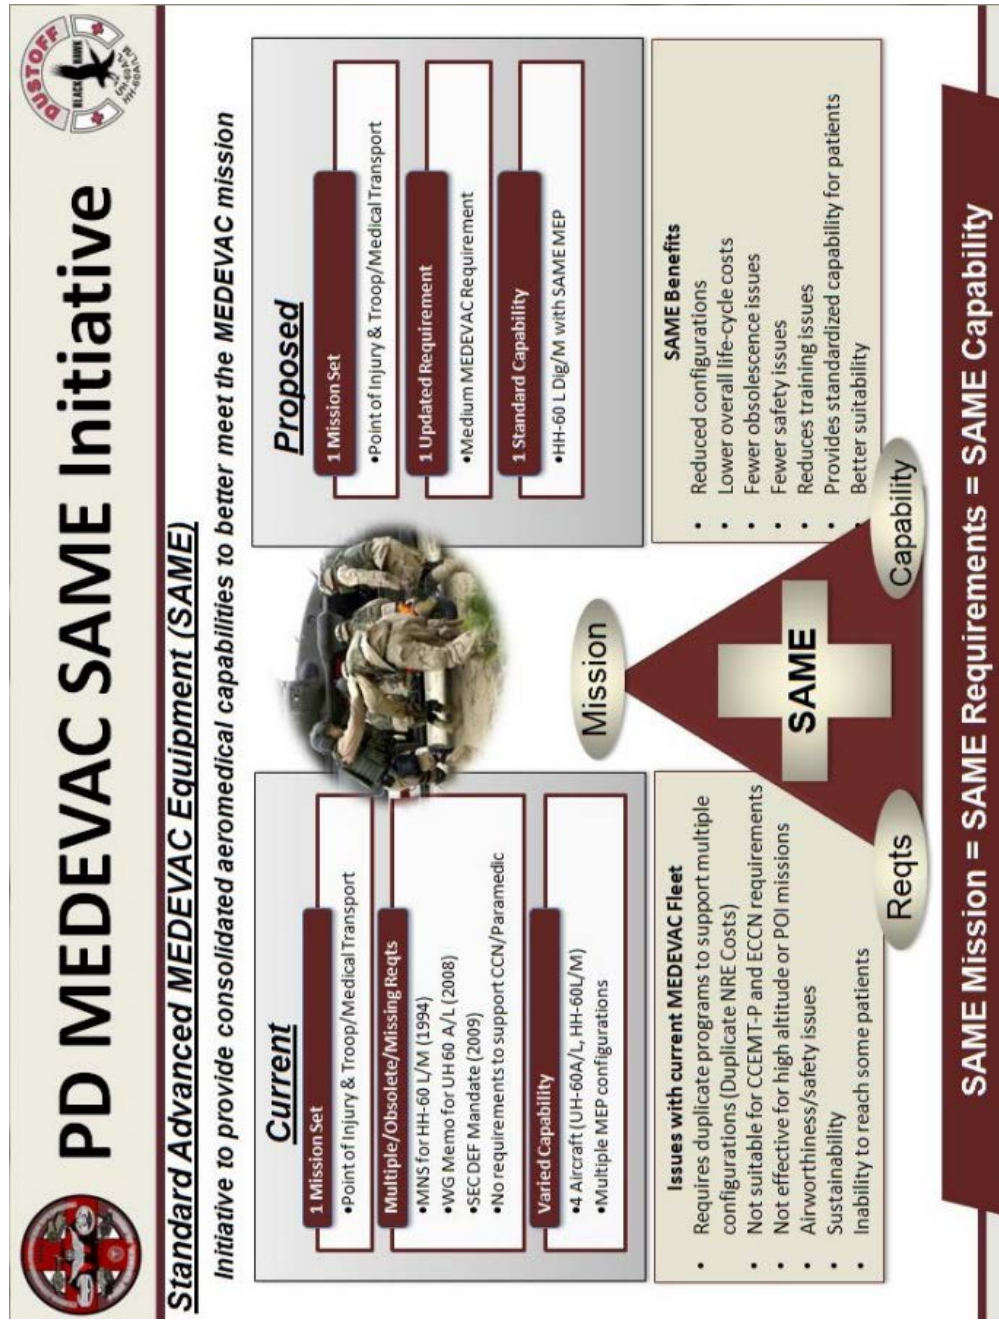 DUSTOFF
BLACK HAWK
UH-60A/L
HH-60A/L/M
PD MEDEVAC SAME Initiative
Standard Advanced MEDEVAC Equipment (SAME)
Initiative to provide consolidated aeromedical capabilities to better meet the MEDEVAC mission
Current
1 Mission Set
•Point of Injury & Troop/Medical Transport
Multiple/Obsolete/Missing Reqts
•MNS for HH-60 L/M (1994)
•WG Memo for UH 60 A/L (2008)
•SEC DEF Mandate (2009)
•No requirements to support CCN/Paramedic
Varied Capability
•4 Aircraft (UH-60A/L, HH-60L/M)
•Multiple MEP configurations
Proposed
1 Mission Set
•Point of Injury & Troop/Medical Transport
1 Updated Requirement
•Medium MEDEVAC Requirement
1 Standard Capability
•HH-60 L Dig/M with SAME MEP
Issues with current MEDEVAC Fleet
• Requires duplicate programs to support multiple
configurations (Duplicate NRE Costs)
• Not suitable for CCEMT-P and ECCN requirements
• Not effective for high altitude or POI missions
• Airworthiness/safety issues
• Sustainability
• Inability to reach some patients
Mission
SAME
Reqts
Capability
SAME Benefits
• Reduced configurations
• Lower overall life-cycle costs
• Fewer obsolescence issues
• Fewer safety issues
• Reduces training issues
• Provides standardized capability for patients
• Better suitability
SAME Mission = SAME Requirements = SAME Capability